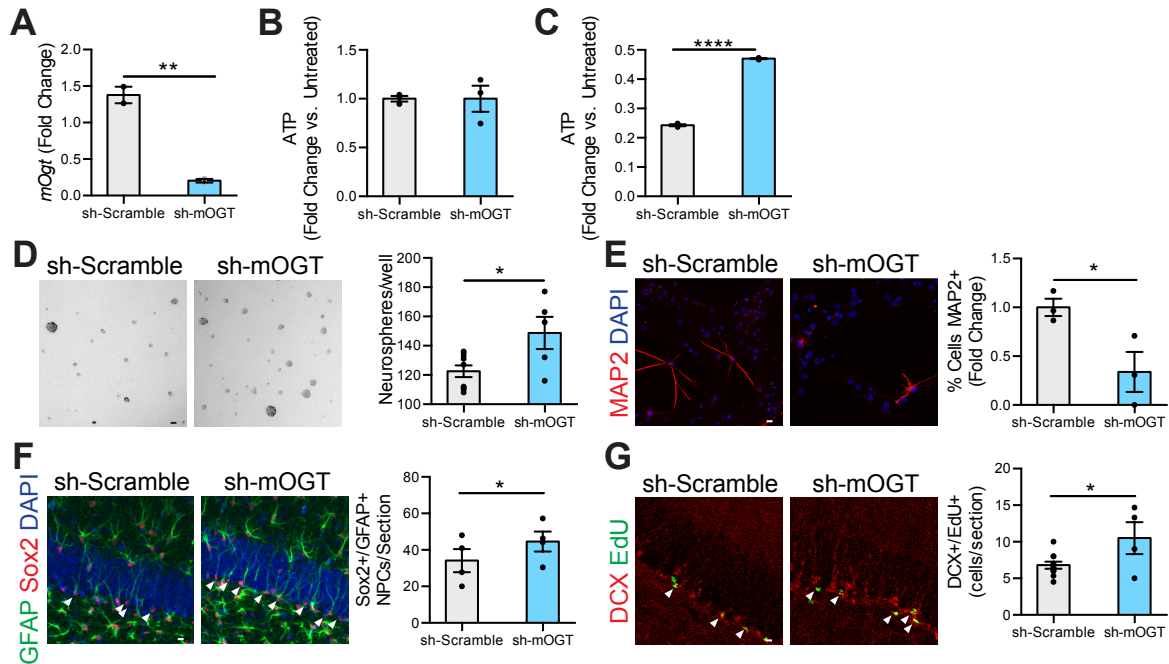 A
mOgt (Fold Change)
2.0
1.5
1.0
0.5
0.0
**
sh-Scramble
sh-mOGT
B
ATP
(Fold Change vs. Untreated)
1.5
1.0
0.5
0.0
sh-Scramble
sh-mOGT
C
ATP
(Fold Change vs. Untreated)
0.5
0.4
0.3
0.2
0.1
0.0
****
sh-Scramble
sh-mOGT
D
sh-Scramble
sh-mOGT
Neurospheres/well
200
180
160
140
120
100
*
sh-Scramble
sh-mOGT
E
MAP2 DAPI
sh-Scramble
sh-mOGT
% Cells MAP2+
(Fold Change)
1.5
1.0
0.5
0.0
*
sh-Scramble
sh-mOGT
F
GFAP Sox2 DAPI
sh-Scramble
sh-mOGT
Sox2+/GFAP+
NPCs/Section
80
60
40
20
0
*
sh-Scramble
sh-mOGT
G
DCX EdU
sh-Scramble
sh-mOGT
DCX+/EdU+
(cells/section)
20
15
10
5
0
*
sh-Scramble
sh-mOGT